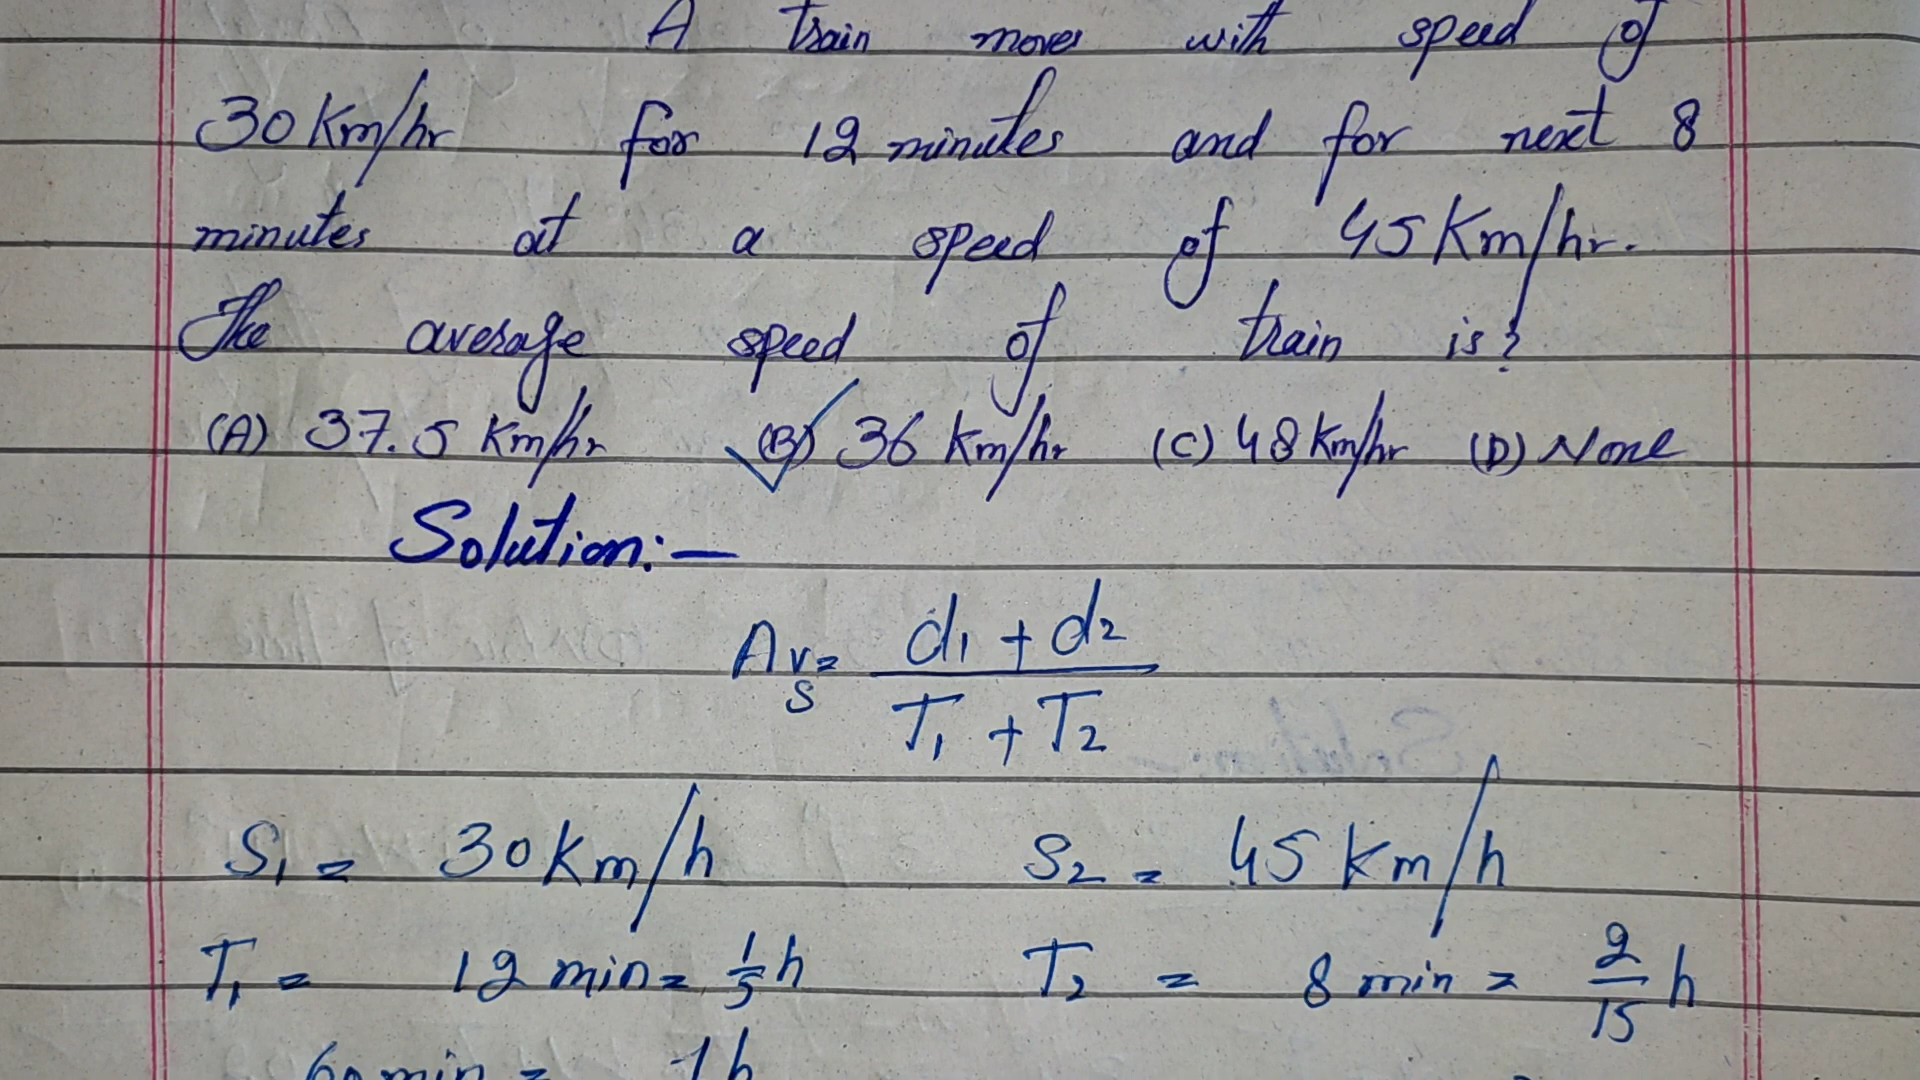 A train moves with speed of
30 Km/hr for 12 minutes and for next 8
minutes at a speed of 45 Km/hr.
The average speed of train is?
(A) 37.5 Km/hr (B) 36 Km/hr (C) 48 Km/hr (D) None
Solution:-
Av s = d1 + d2 / T1 + T2
S1 = 30 Km/h S2 = 45 Km/h
T1 = 12 min = 1/5 h T2 = 8 min = 2/15 h
60 min = 1 h